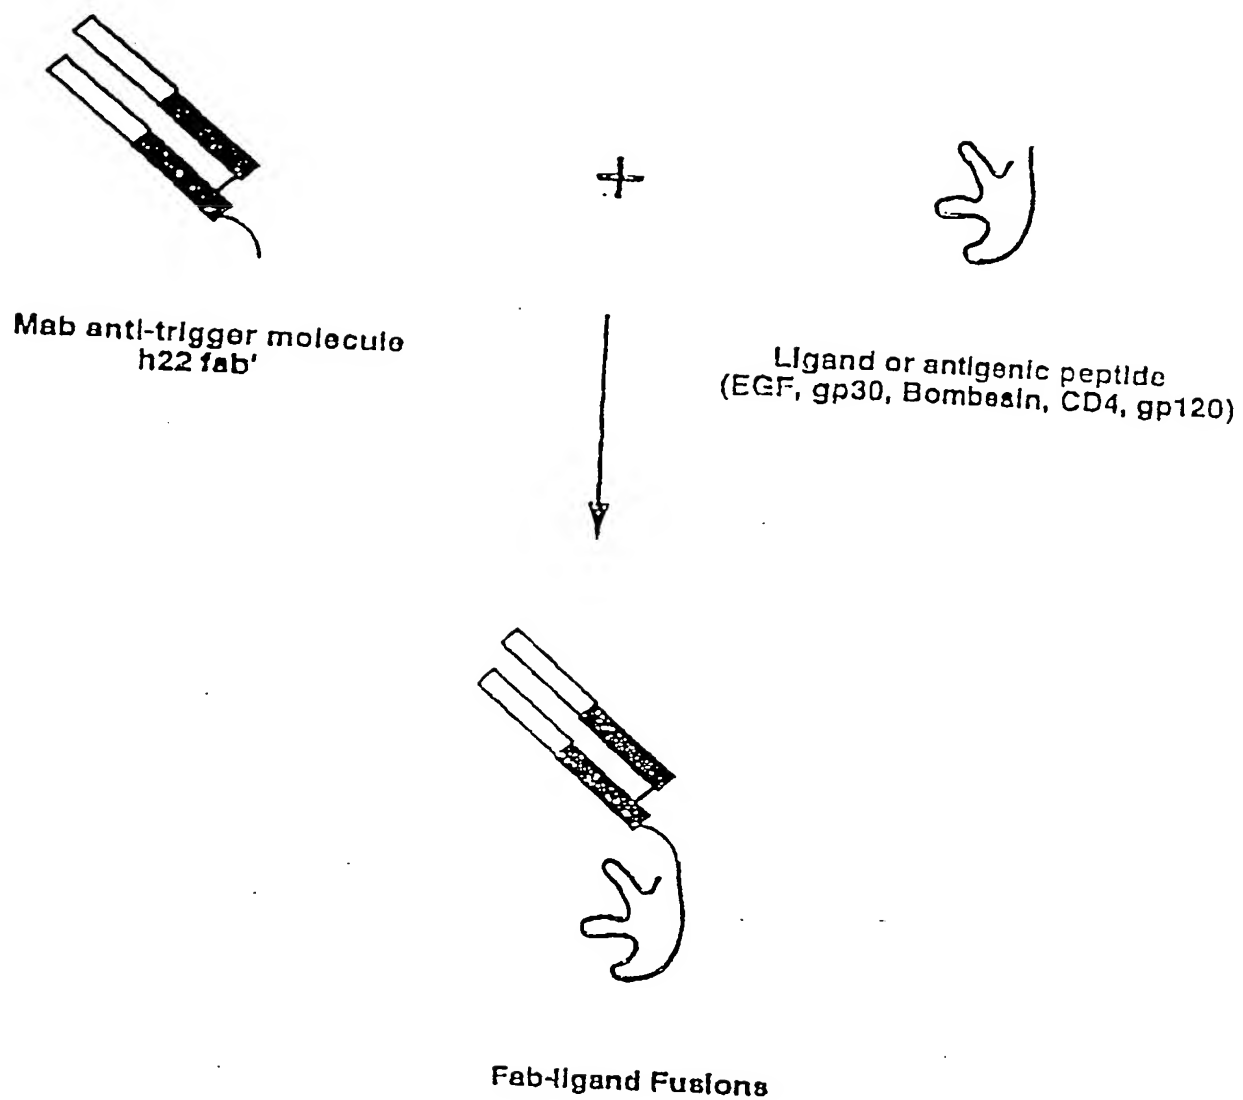 +
Mab anti-trigger molecule
h22 fab'
Ligand or antigenic peptide
(EGF, gp30, Bombesin, CD4, gp120)
Fab-ligand Fusions